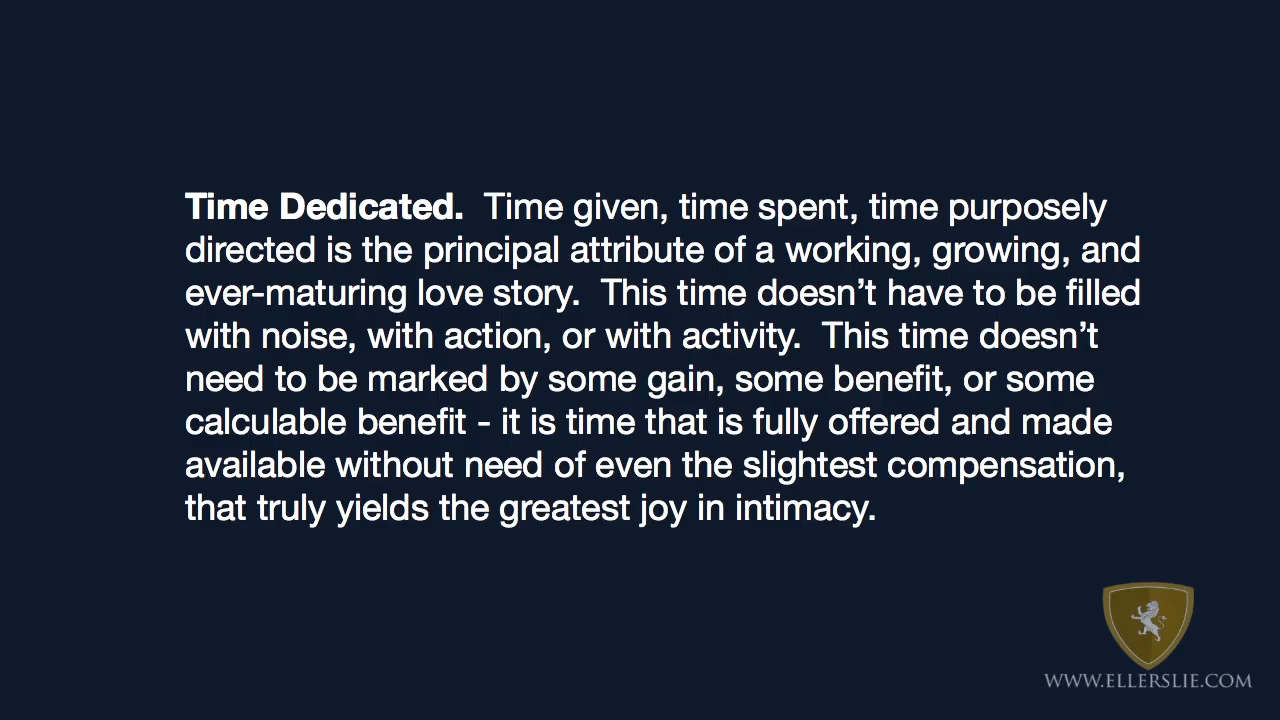 Time Dedicated.  Time given, time spent, time purposely
directed is the principal attribute of a working, growing, and
ever-maturing love story.  This time doesn’t have to be filled
with noise, with action, or with activity.  This time doesn’t
need to be marked by some gain, some benefit, or some
calculable benefit - it is time that is fully offered and made
available without need of even the slightest compensation,
that truly yields the greatest joy in intimacy.
WWW.ELLERSLIE.COM